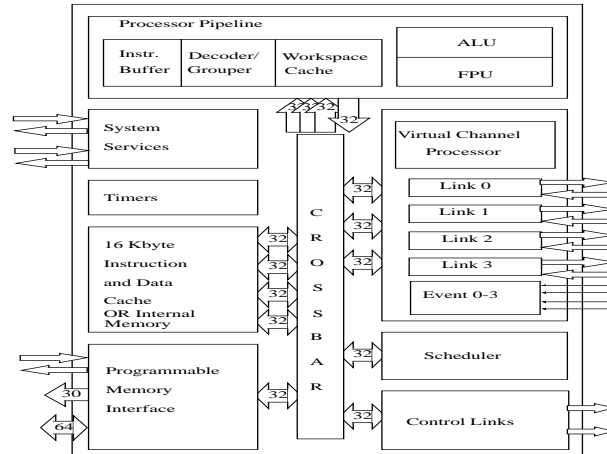 Processor Pipeline
Instr.
Buffer
Decoder/
Grouper
Workspace
Cache
ALU
FPU
32
32
System
Services
Timers
16 Kbyte
Instruction
and Data
Cache
OR Internal
Memory
32
32
32
32
Programmable
Memory
Interface
30
64
32
C
R
O
S
S
B
A
R
32
32
32
32
32
Virtual Channel
Processor
Link 0
Link 1
Link 2
Link 3
Event 0-3
Scheduler
Control Links